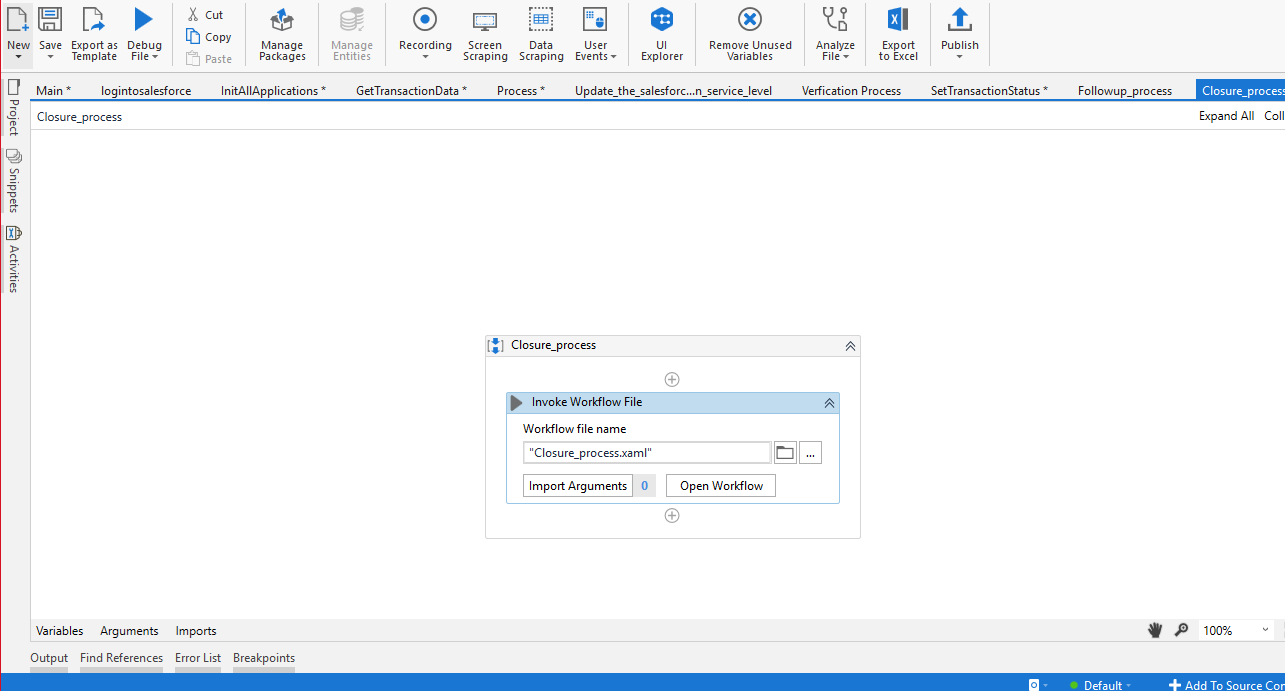 New
Save
Export as Template
Debug File
Cut
Copy
Paste
Manage Packages
Manage Entities
Recording
Screen Scraping
Data Scraping
User Events
UI Explorer
Remove Unused Variables
Analyze File
Export to Excel
Publish
Project
Snippets
Activities
Main *
logintosalesforce
InitAllApplications *
GetTransactionData *
Process *
Update_the_salesforc...n_service_level
Verfication Process
SetTransactionStatus *
Followup_process
Closure_process
Closure_process
Expand All
Coll
Closure_process
Invoke Workflow File
Workflow file name
"Closure_process.xaml"
...
Import Arguments 0
Open Workflow
Variables
Arguments
Imports
100%
Output
Find References
Error List
Breakpoints
Default
Add To Source Con